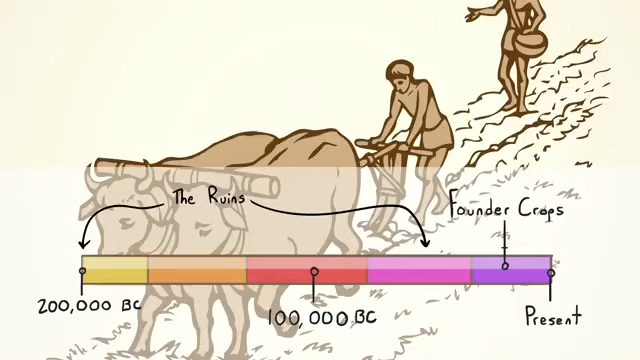 The Ruins
Founder Crops
200,000 BC
100,000 BC
Present